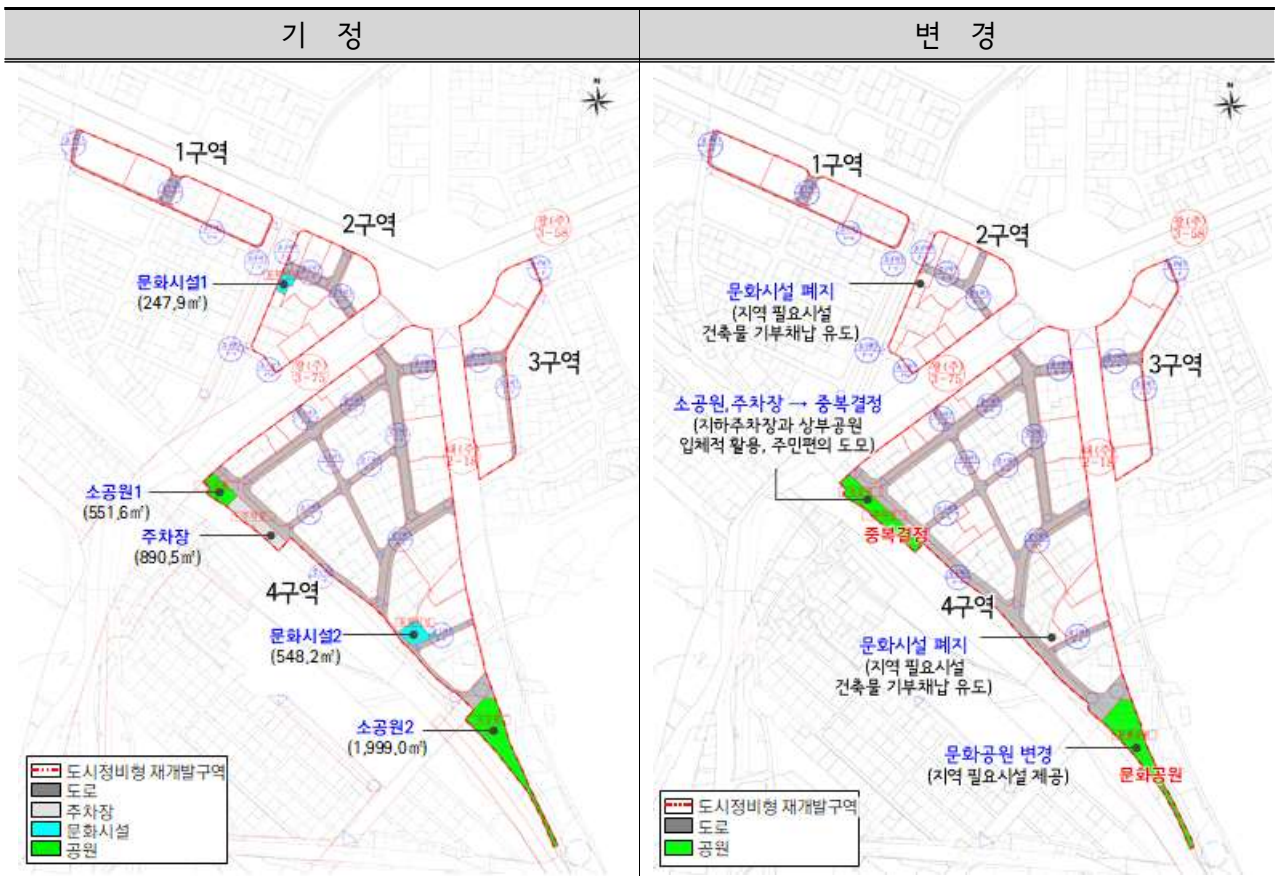 기 정
변 경
N
1구역
2구역
문화시설1
(247.9㎡)
3구역
소공원1
(551.6㎡)
주차장
(890.5㎡)
4구역
문화시설2
(548.2㎡)
소공원2
(1,999.0㎡)
도시정비형 재개발구역
도로
주차장
문화시설
공원
N
1구역
2구역
문화시설 폐지
(지역 필요시설
건축물 기부채납 유도)
3구역
소공원,주차장 → 중복결정
(지하주차장과 상부공원
입체적 활용, 주민편의 도모)
중복결정
4구역
문화시설 폐지
(지역 필요시설
건축물 기부채납 유도)
문화공원 변경
(지역 필요시설 제공)
문화공원
도시정비형 재개발구역
도로
공원